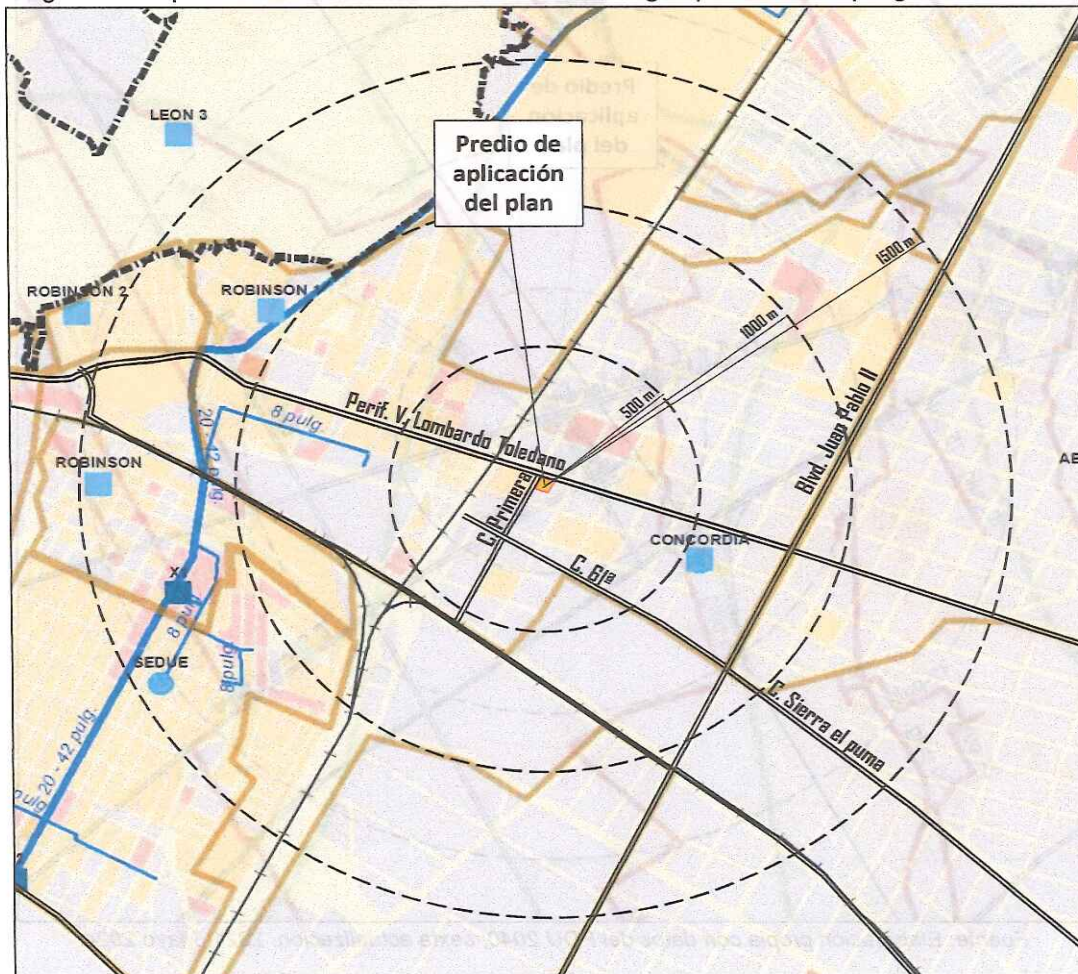 LEON 3
Predio de
aplicación
del plan
1500 m
ROBINSON 2
ROBINSON 1
1000 m
500 m
Blvd. Juan Pablo II
Perif. V, Lombardo Toledano
8 pulg.
20 - 42 pulg.
ROBINSON
C. Primera
CONCORDIA
C. 61ª
X
8 pulg.
SEDUE
8 pulg.
C. Sierra el puma
20 - 42 pulg.